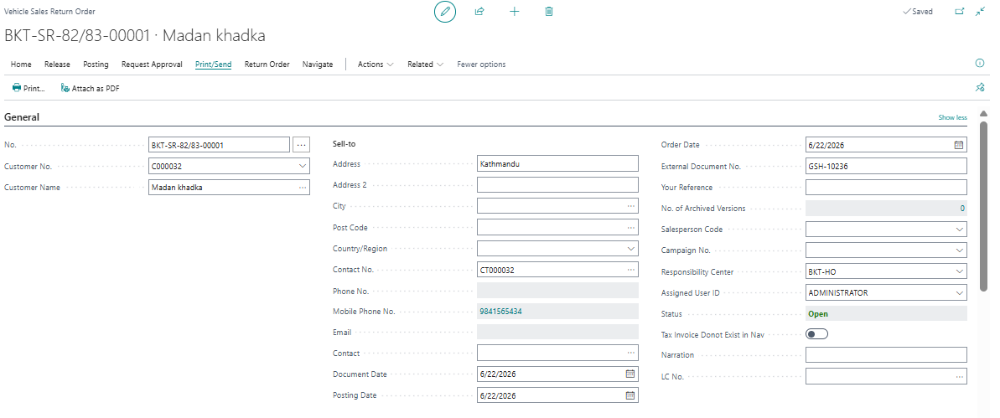 Vehicle Sales Return Order
Saved
BKT-SR-82/83-00001 · Madan khadka
Home Release Posting Request Approval Print/Send Return Order Navigate Actions Related Fewer options
Print... Attach as PDF
General
Show less
No. BKT-SR-82/83-00001
Customer No. C000032
Customer Name Madan khadka
Sell-to
Address Kathmandu
Address 2
City
Post Code
Country/Region
Contact No. CT000032
Phone No.
Mobile Phone No. 9841565434
Email
Contact
Document Date 6/22/2026
Posting Date 6/22/2026
Order Date 6/22/2026
External Document No. GSH-10236
Your Reference
No. of Archived Versions 0
Salesperson Code
Campaign No.
Responsibility Center BKT-HO
Assigned User ID ADMINISTRATOR
Status Open
Tax Invoice Donot Exist in Nav
Narration
LC No.